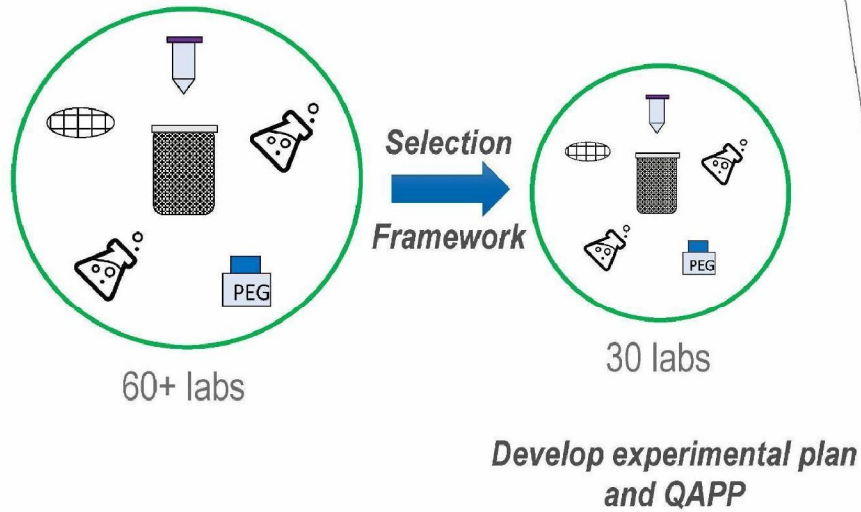 Selection
Framework
PEG
PEG
60+ labs
30 labs
Develop experimental plan
and QAPP